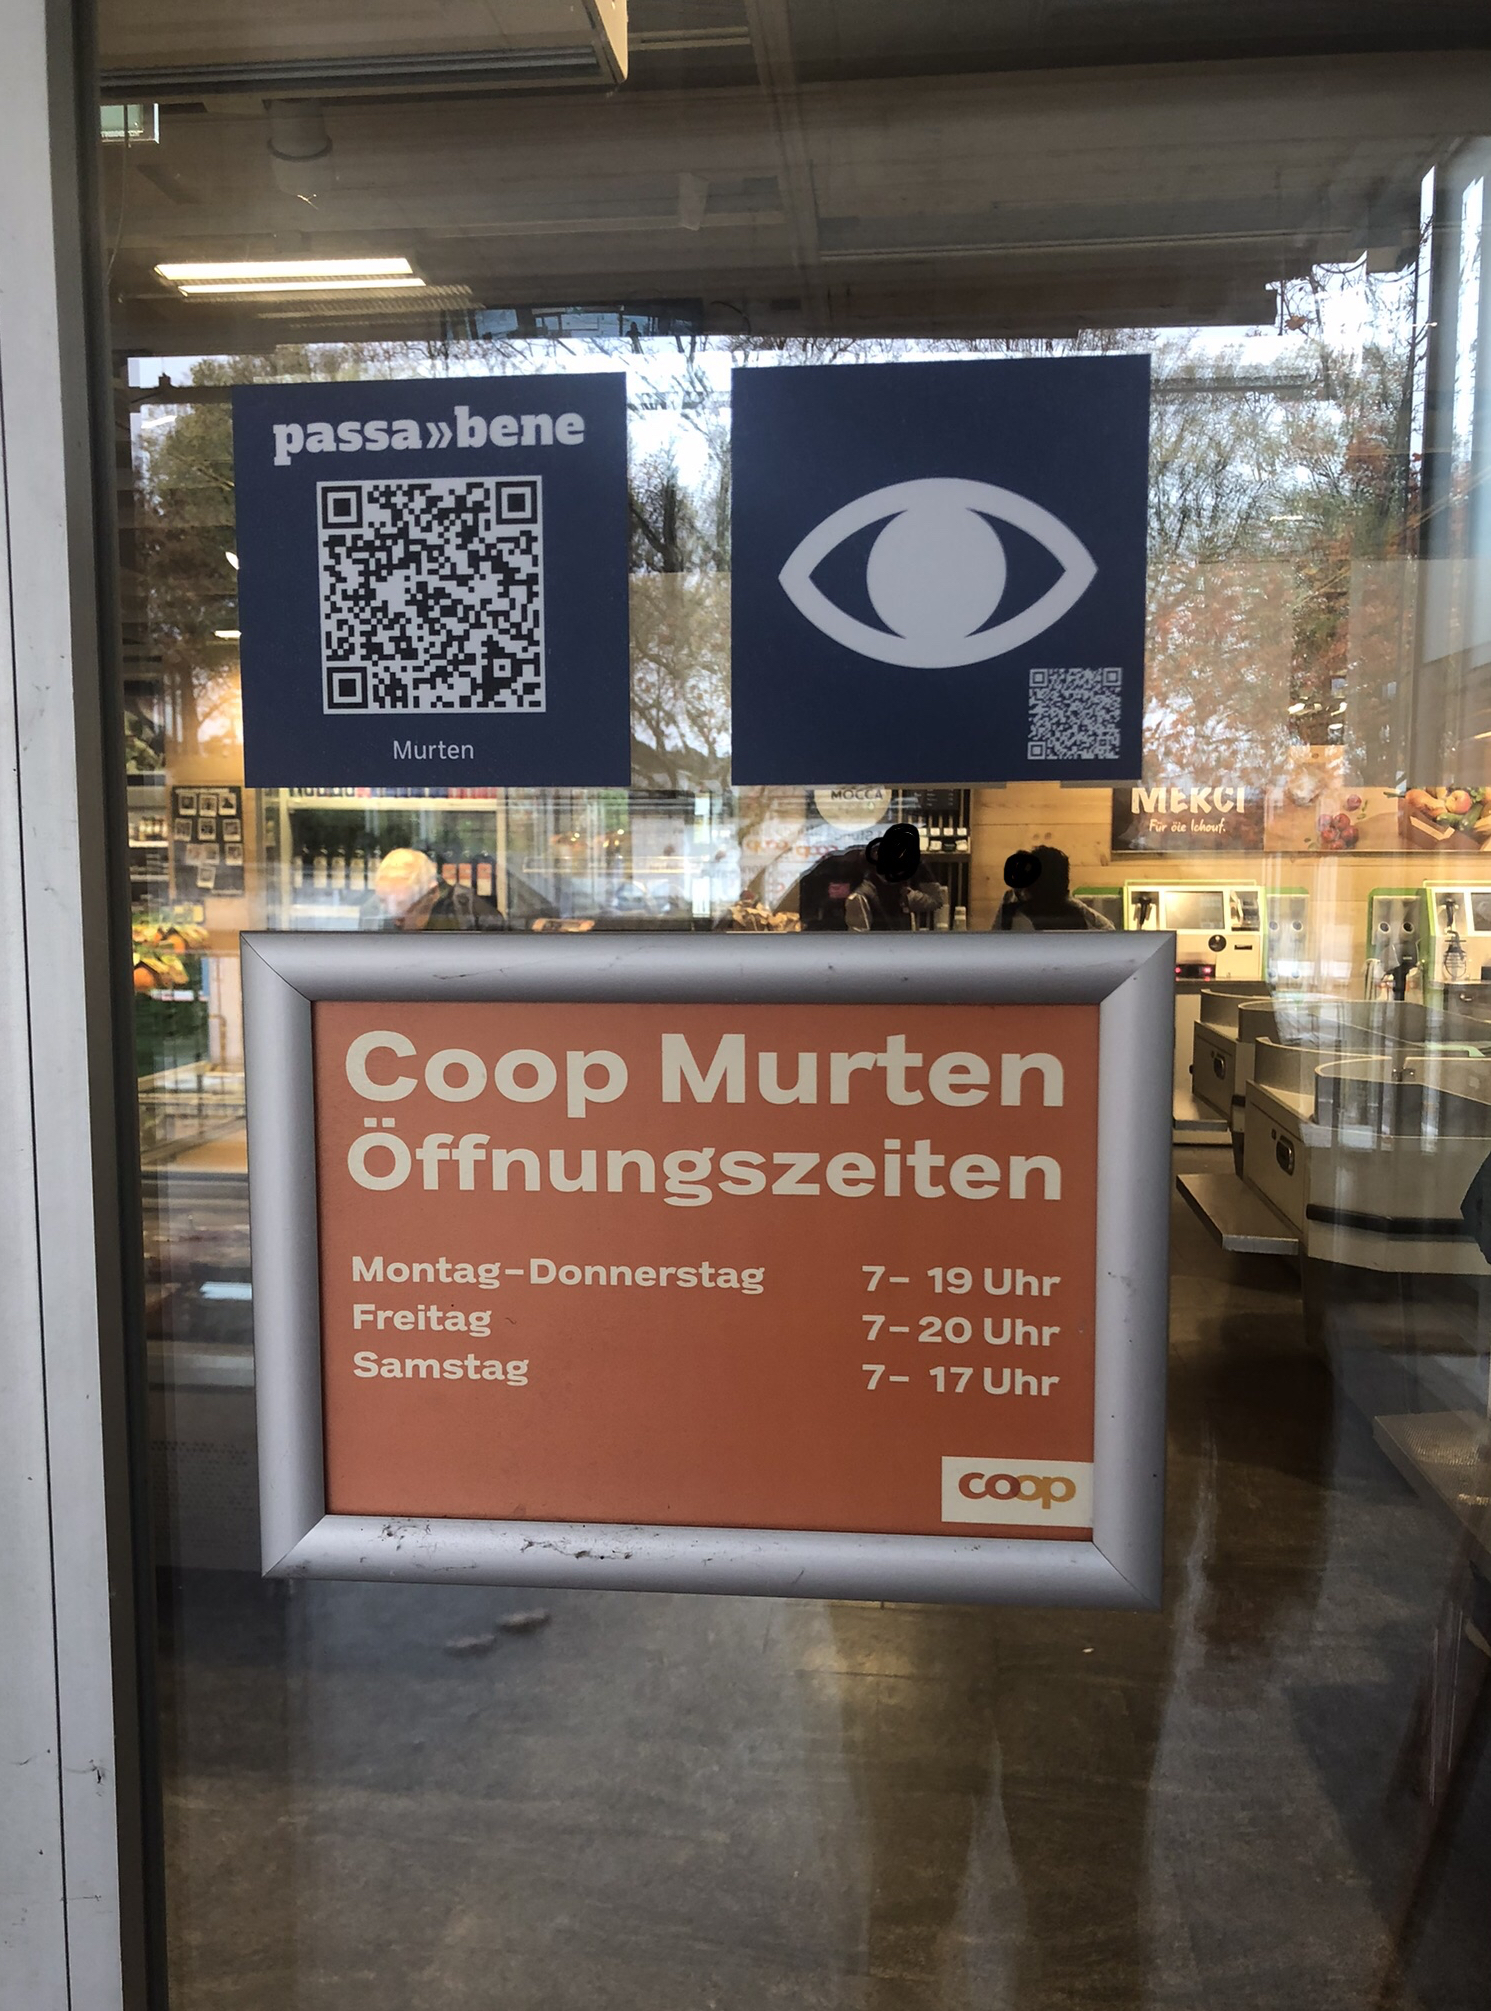 passa»bene
Murten
MOCCA
MERCI
Für öie Ichouf.
Coop Murten
Öffnungszeiten
Montag–Donnerstag 7– 19 Uhr
Freitag 7–20 Uhr
Samstag 7– 17 Uhr
coop